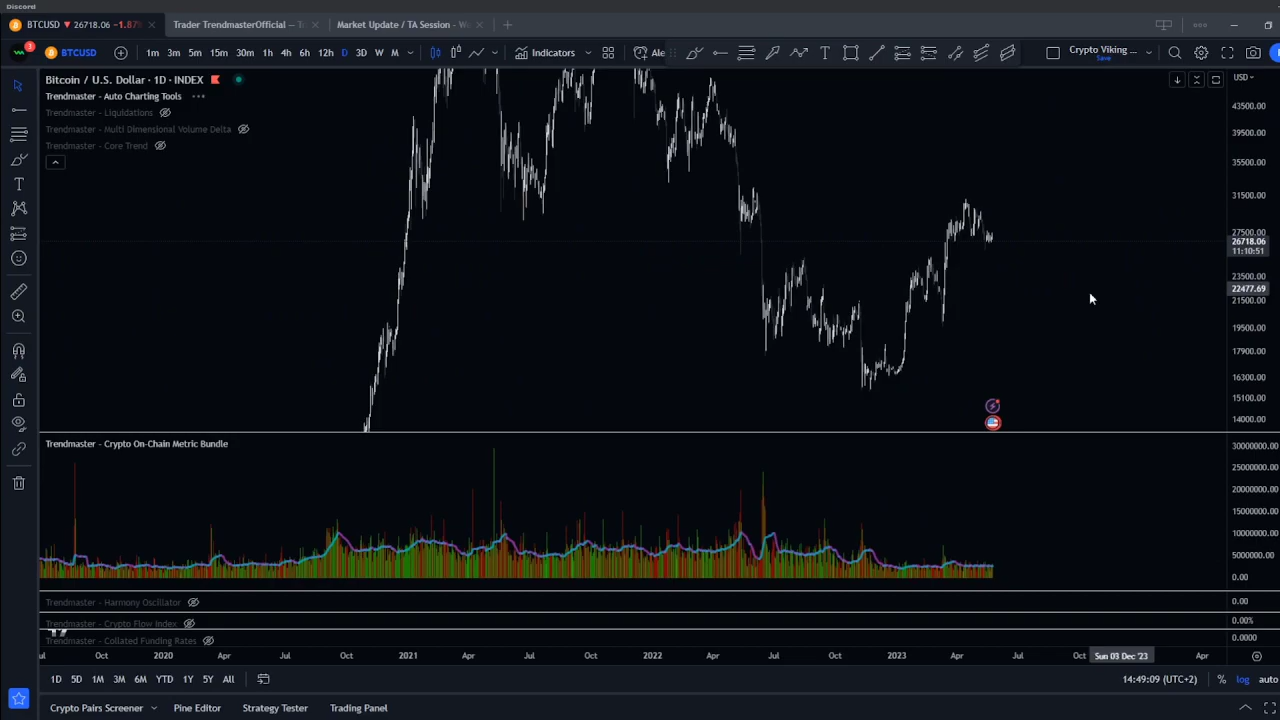 Discord
BTCUSD 26718.06 -1.87%
Trader TrendmasterOfficial —
Market Update / TA Session -
3
BTCUSD
1m 3m 5m 15m 30m 1h 4h 6h 12h D 3D W M
Indicators
Ale
Crypto Viking ...
Save
Bitcoin / U.S. Dollar · 1D · INDEX
USD
Trendmaster - Auto Charting Tools
Trendmaster - Liquidations
Trendmaster - Multi Dimensional Volume Delta
Trendmaster - Core Trend
43500.00
39500.00
35500.00
31500.00
27500.00
26718.06
11:10:51
23500.00
22477.69
21500.00
19500.00
17900.00
16300.00
15100.00
14000.00
Trendmaster - Crypto On-Chain Metric Bundle
30000000.00
25000000.00
20000000.00
15000000.00
10000000.00
5000000.00
0.00
Trendmaster - Harmony Oscillator
0.00
Trendmaster - Crypto Flow Index
0.00%
Trendmaster - Collated Funding Rates
0.0000
ul Oct 2020 Apr Jul Oct 2021 Apr Jul Oct 2022 Apr Jul Oct 2023 Apr Jul Oct Sun 03 Dec '23 Apr
1D 5D 1M 3M 6M YTD 1Y 5Y All
14:49:09 (UTC+2) % log auto
Crypto Pairs Screener Pine Editor Strategy Tester Trading Panel